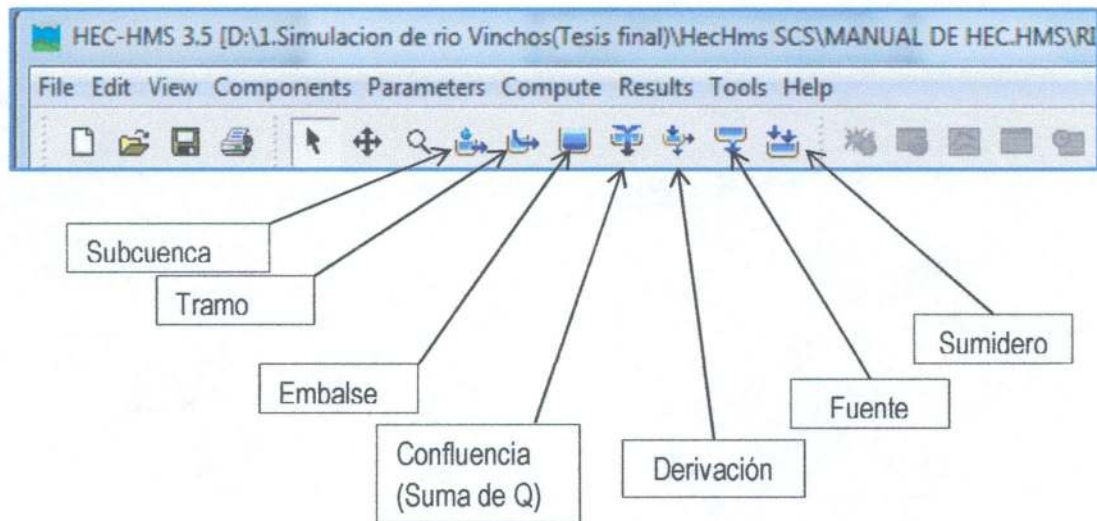 HEC-HMS 3.5 [D:\1.Simulacion de rio Vinchos(Tesis final)\HecHms SCS\MANUAL DE HEC.HMS\RI
File Edit View Components Parameters Compute Results Tools Help
Subcuenca
Tramo
Embalse
Confluencia
(Suma de Q)
Derivación
Fuente
Sumidero